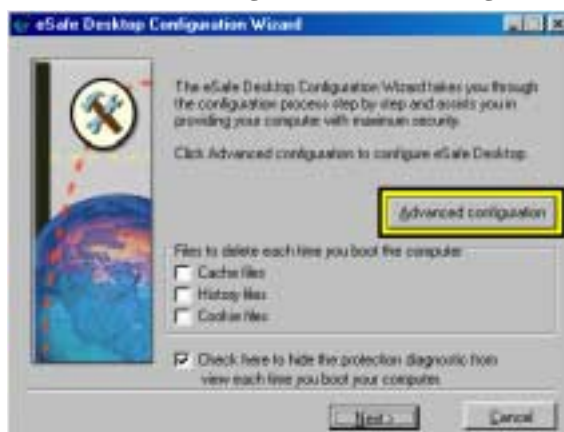 eSafe Desktop Configuration Wizard
The eSafe Desktop Configuration Wizard takes you through
the configuration process step by step and assists you in
providing your computer with maximum security.
Click Advanced configuration to configure eSafe Desktop.
Advanced configuration
Files to delete each time you boot the computer
Cache files
History files
Cookie files
Check here to hide the protection diagnostic from
view each time you boot your computer.
Next >
Cancel